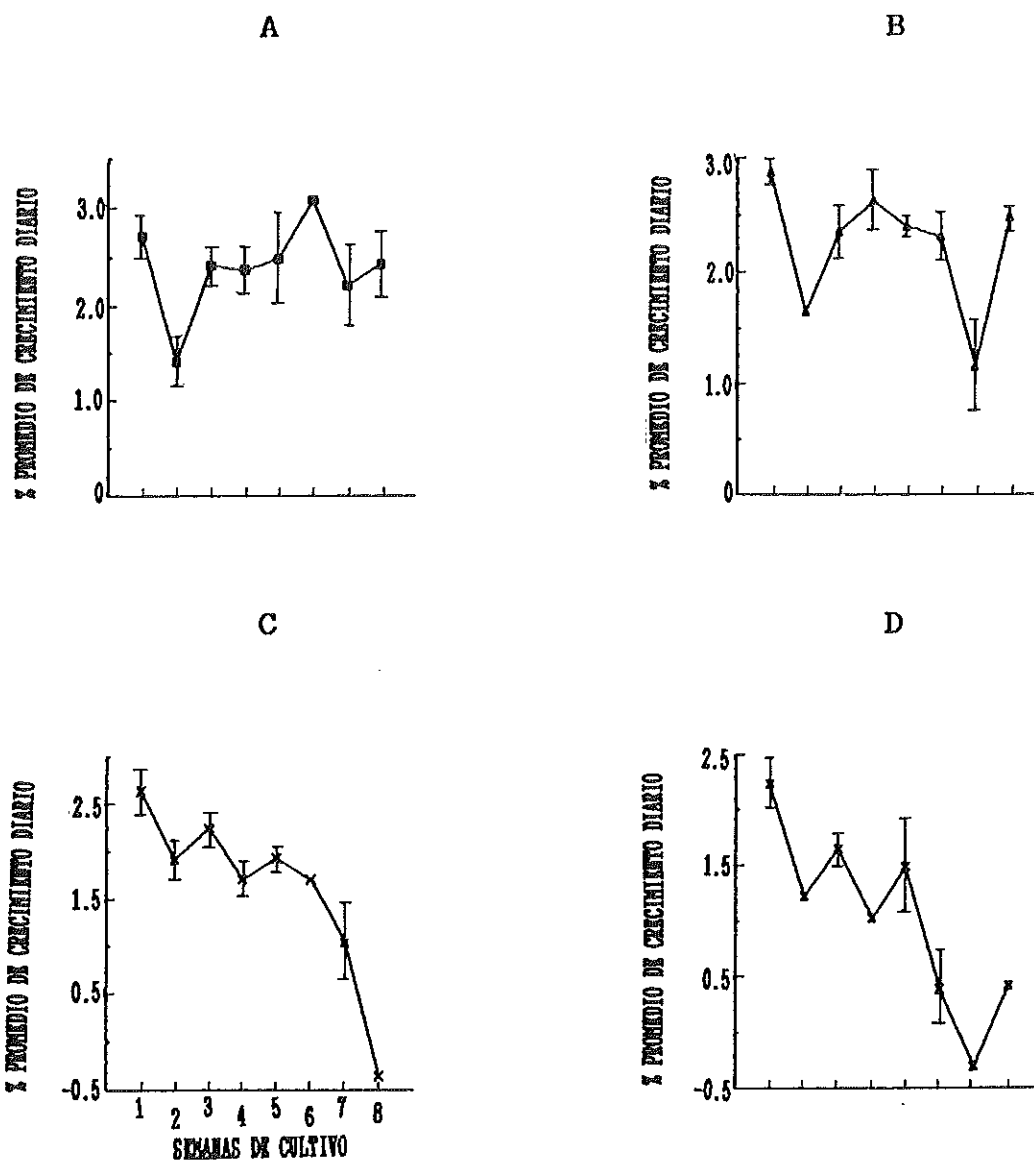 A
B
% PROMEDIO DE CRECIMIENTO DIARIO
3.0
2.0
1.0
0
% PROMEDIO DE CRECIMIENTO DIARIO
3.0
2.0
1.0
0
C
D
% PROMEDIO DE CRECIMIENTO DIARIO
2.5
1.5
0.5
-0.5
1 2 3 4 5 6 7 8
SEMANAS DE CULTIVO
% PROMEDIO DE CRECIMIENTO DIARIO
2.5
1.5
0.5
-0.5